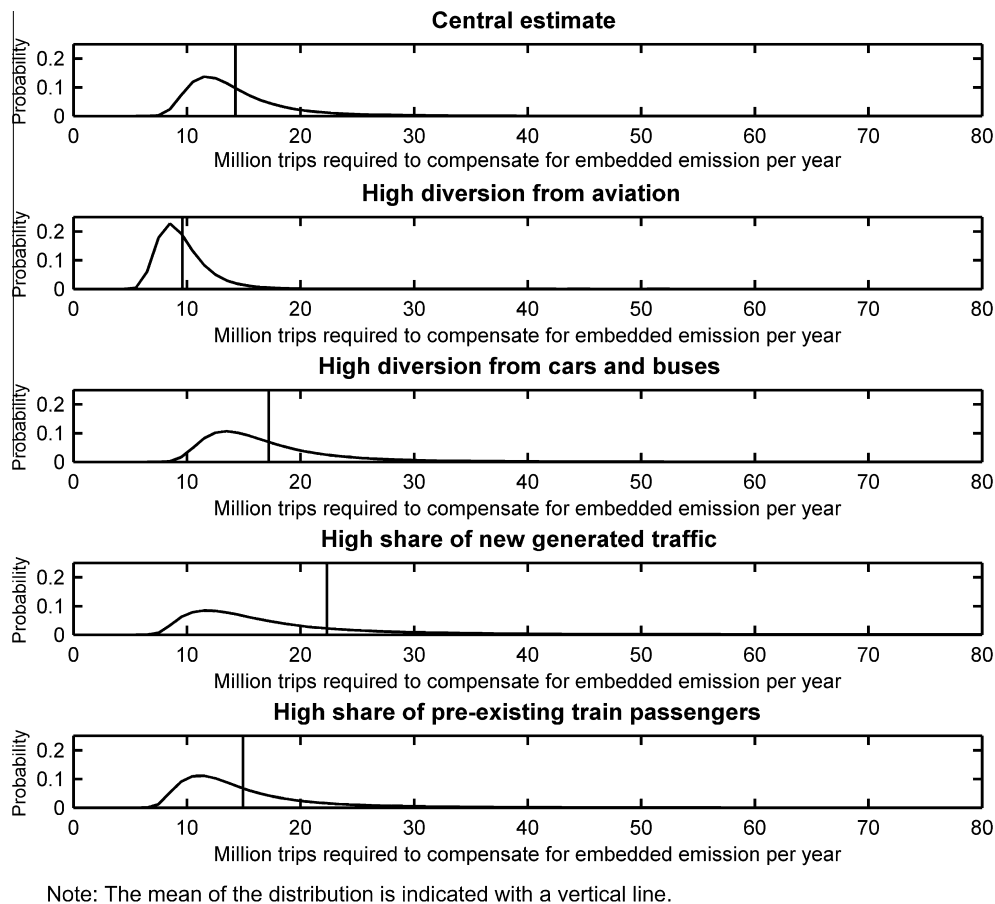 Central estimate
Probability
0.2
0.1
0
0 10 20 30 40 50 60 70 80
Million trips required to compensate for embedded emission per year
High diversion from aviation
Probability
0.2
0.1
0
0 10 20 30 40 50 60 70 80
Million trips required to compensate for embedded emission per year
High diversion from cars and buses
Probability
0.2
0.1
0
0 10 20 30 40 50 60 70 80
Million trips required to compensate for embedded emission per year
High share of new generated traffic
Probability
0.2
0.1
0
0 10 20 30 40 50 60 70 80
Million trips required to compensate for embedded emission per year
High share of pre-existing train passengers
Probability
0.2
0.1
0
0 10 20 30 40 50 60 70 80
Million trips required to compensate for embedded emission per year
Note: The mean of the distribution is indicated with a vertical line.